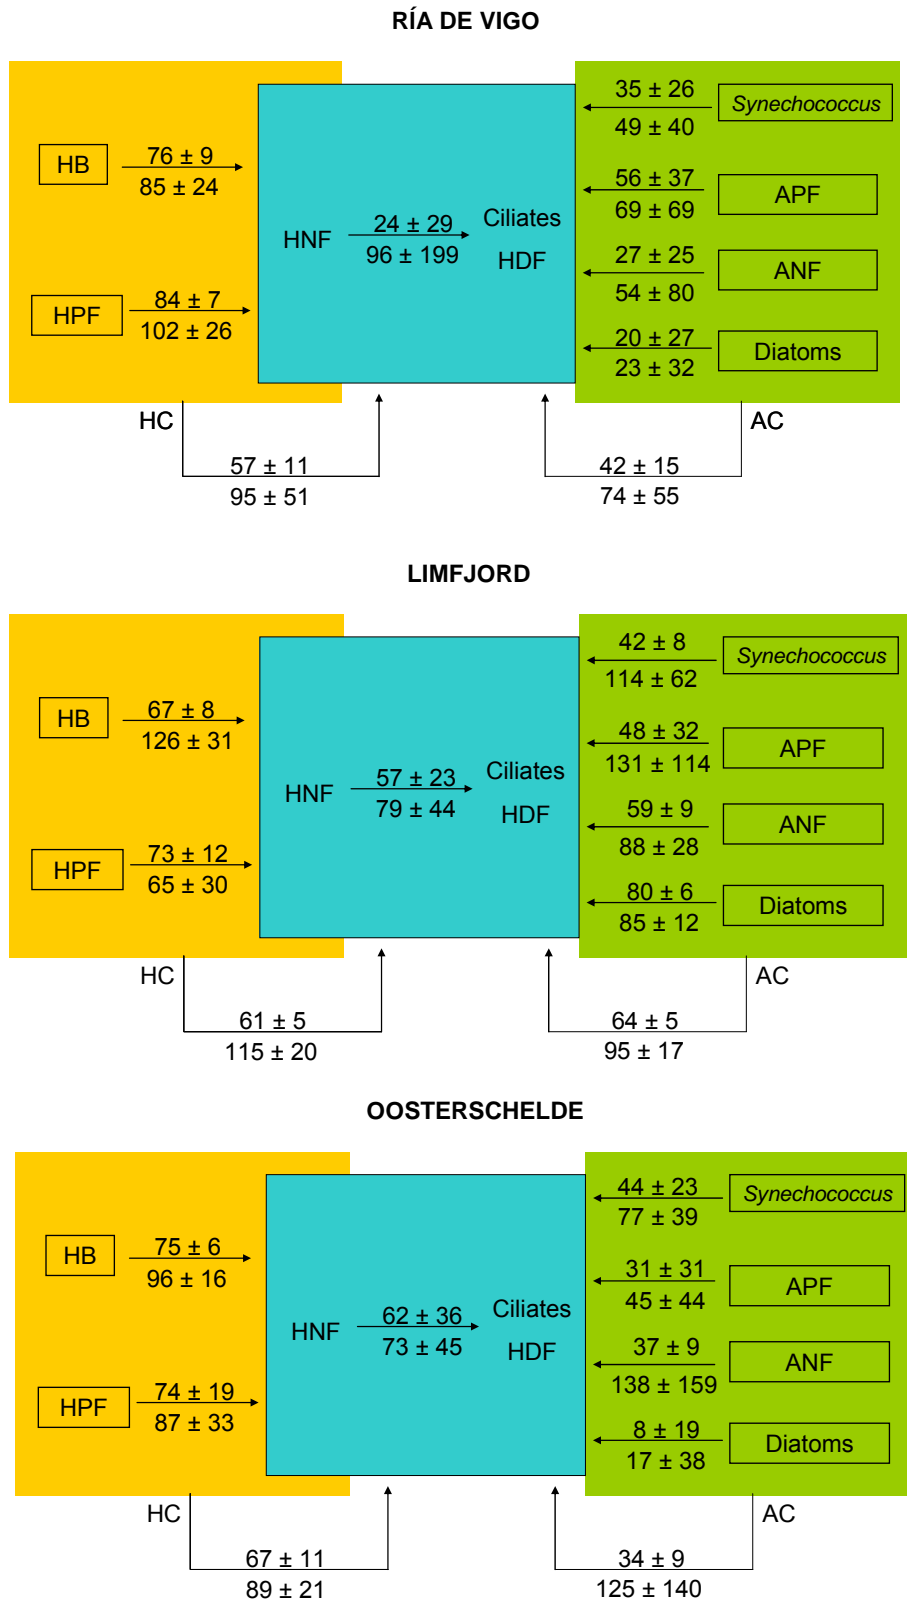 RÍA DE VIGO
35 ± 26
Synechococcus
49 ± 40
HB
76 ± 9
85 ± 24
56 ± 37
APF
69 ± 69
HNF
24 ± 29
96 ± 199
Ciliates
HDF
27 ± 25
ANF
54 ± 80
HPF
84 ± 7
102 ± 26
20 ± 27
Diatoms
23 ± 32
HC
57 ± 11
95 ± 51
AC
42 ± 15
74 ± 55
LIMFJORD
42 ± 8
Synechococcus
114 ± 62
HB
67 ± 8
126 ± 31
48 ± 32
APF
131 ± 114
HNF
57 ± 23
79 ± 44
Ciliates
HDF
59 ± 9
ANF
88 ± 28
HPF
73 ± 12
65 ± 30
80 ± 6
Diatoms
85 ± 12
HC
61 ± 5
115 ± 20
AC
64 ± 5
95 ± 17
OOSTERSCHELDE
44 ± 23
Synechococcus
77 ± 39
HB
75 ± 6
96 ± 16
31 ± 31
APF
45 ± 44
HNF
62 ± 36
73 ± 45
Ciliates
HDF
37 ± 9
ANF
138 ± 159
HPF
74 ± 19
87 ± 33
8 ± 19
Diatoms
17 ± 38
HC
67 ± 11
89 ± 21
AC
34 ± 9
125 ± 140